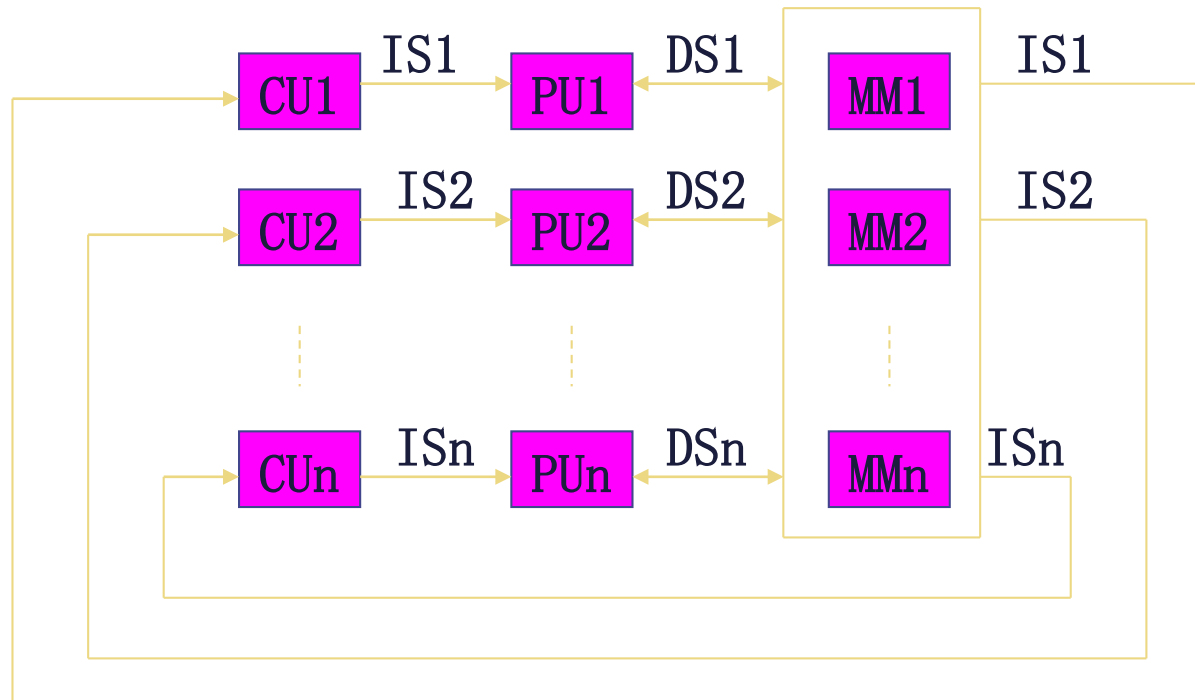 IS1 DS1 IS1
CU1 PU1 MM1
IS2 DS2 IS2
CU2 PU2 MM2
ISn DSn ISn
CUn PUn MMn